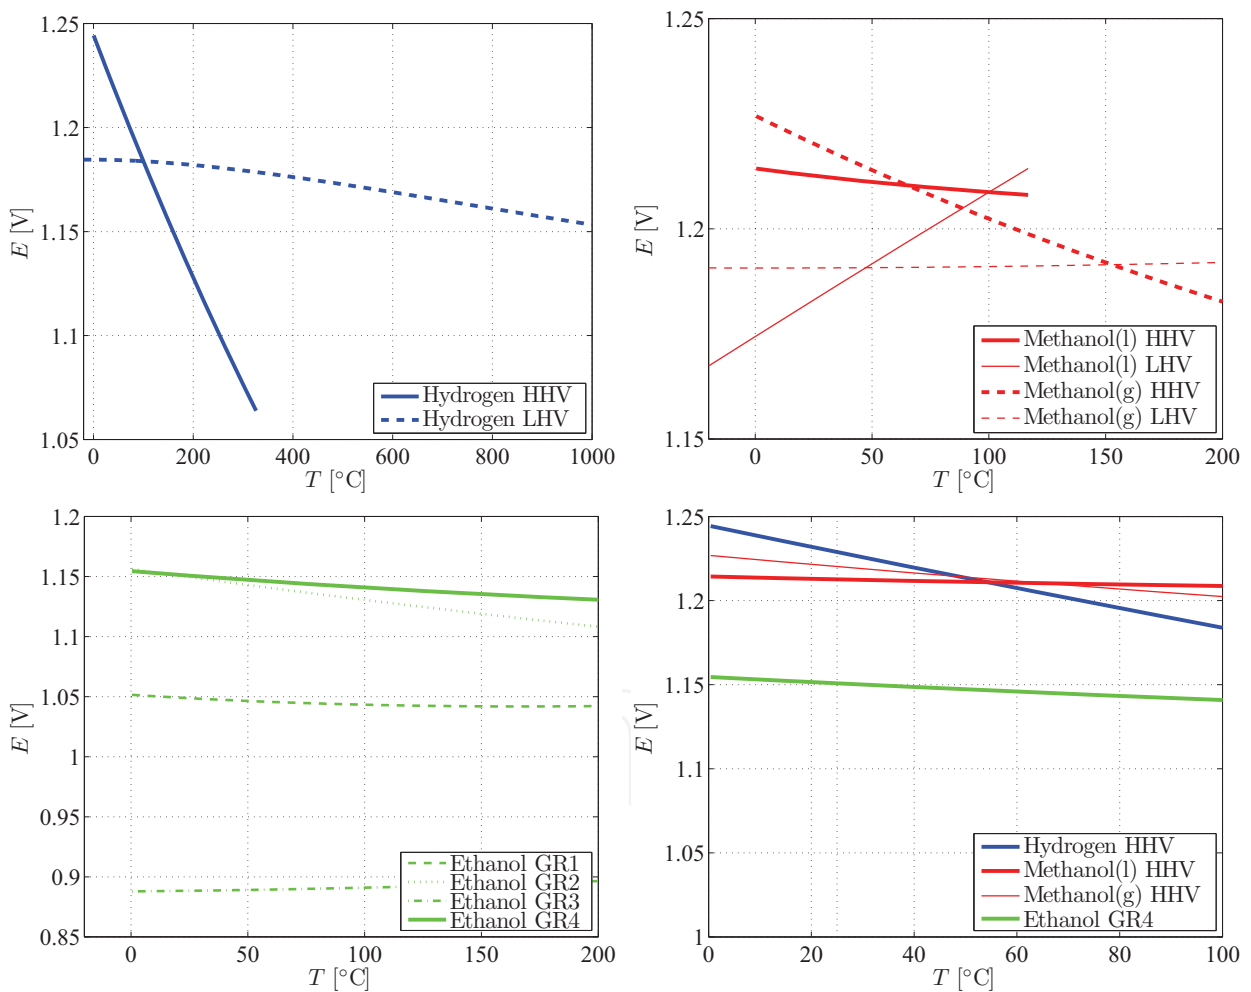 1.25
1.2
1.15
1.1
1.05
E [V]
0 200 400 600 800 1000
T [°C]
Hydrogen HHV
Hydrogen LHV
1.25
1.2
1.15
E [V]
0 50 100 150 200
T [°C]
Methanol(l) HHV
Methanol(l) LHV
Methanol(g) HHV
Methanol(g) LHV
1.2
1.15
1.1
1.05
1
0.95
0.9
0.85
E [V]
0 50 100 150 200
T [°C]
Ethanol GR1
Ethanol GR2
Ethanol GR3
Ethanol GR4
1.25
1.2
1.15
1.1
1.05
1
E [V]
0 20 40 60 80 100
T [°C]
Hydrogen HHV
Methanol(l) HHV
Methanol(g) HHV
Ethanol GR4